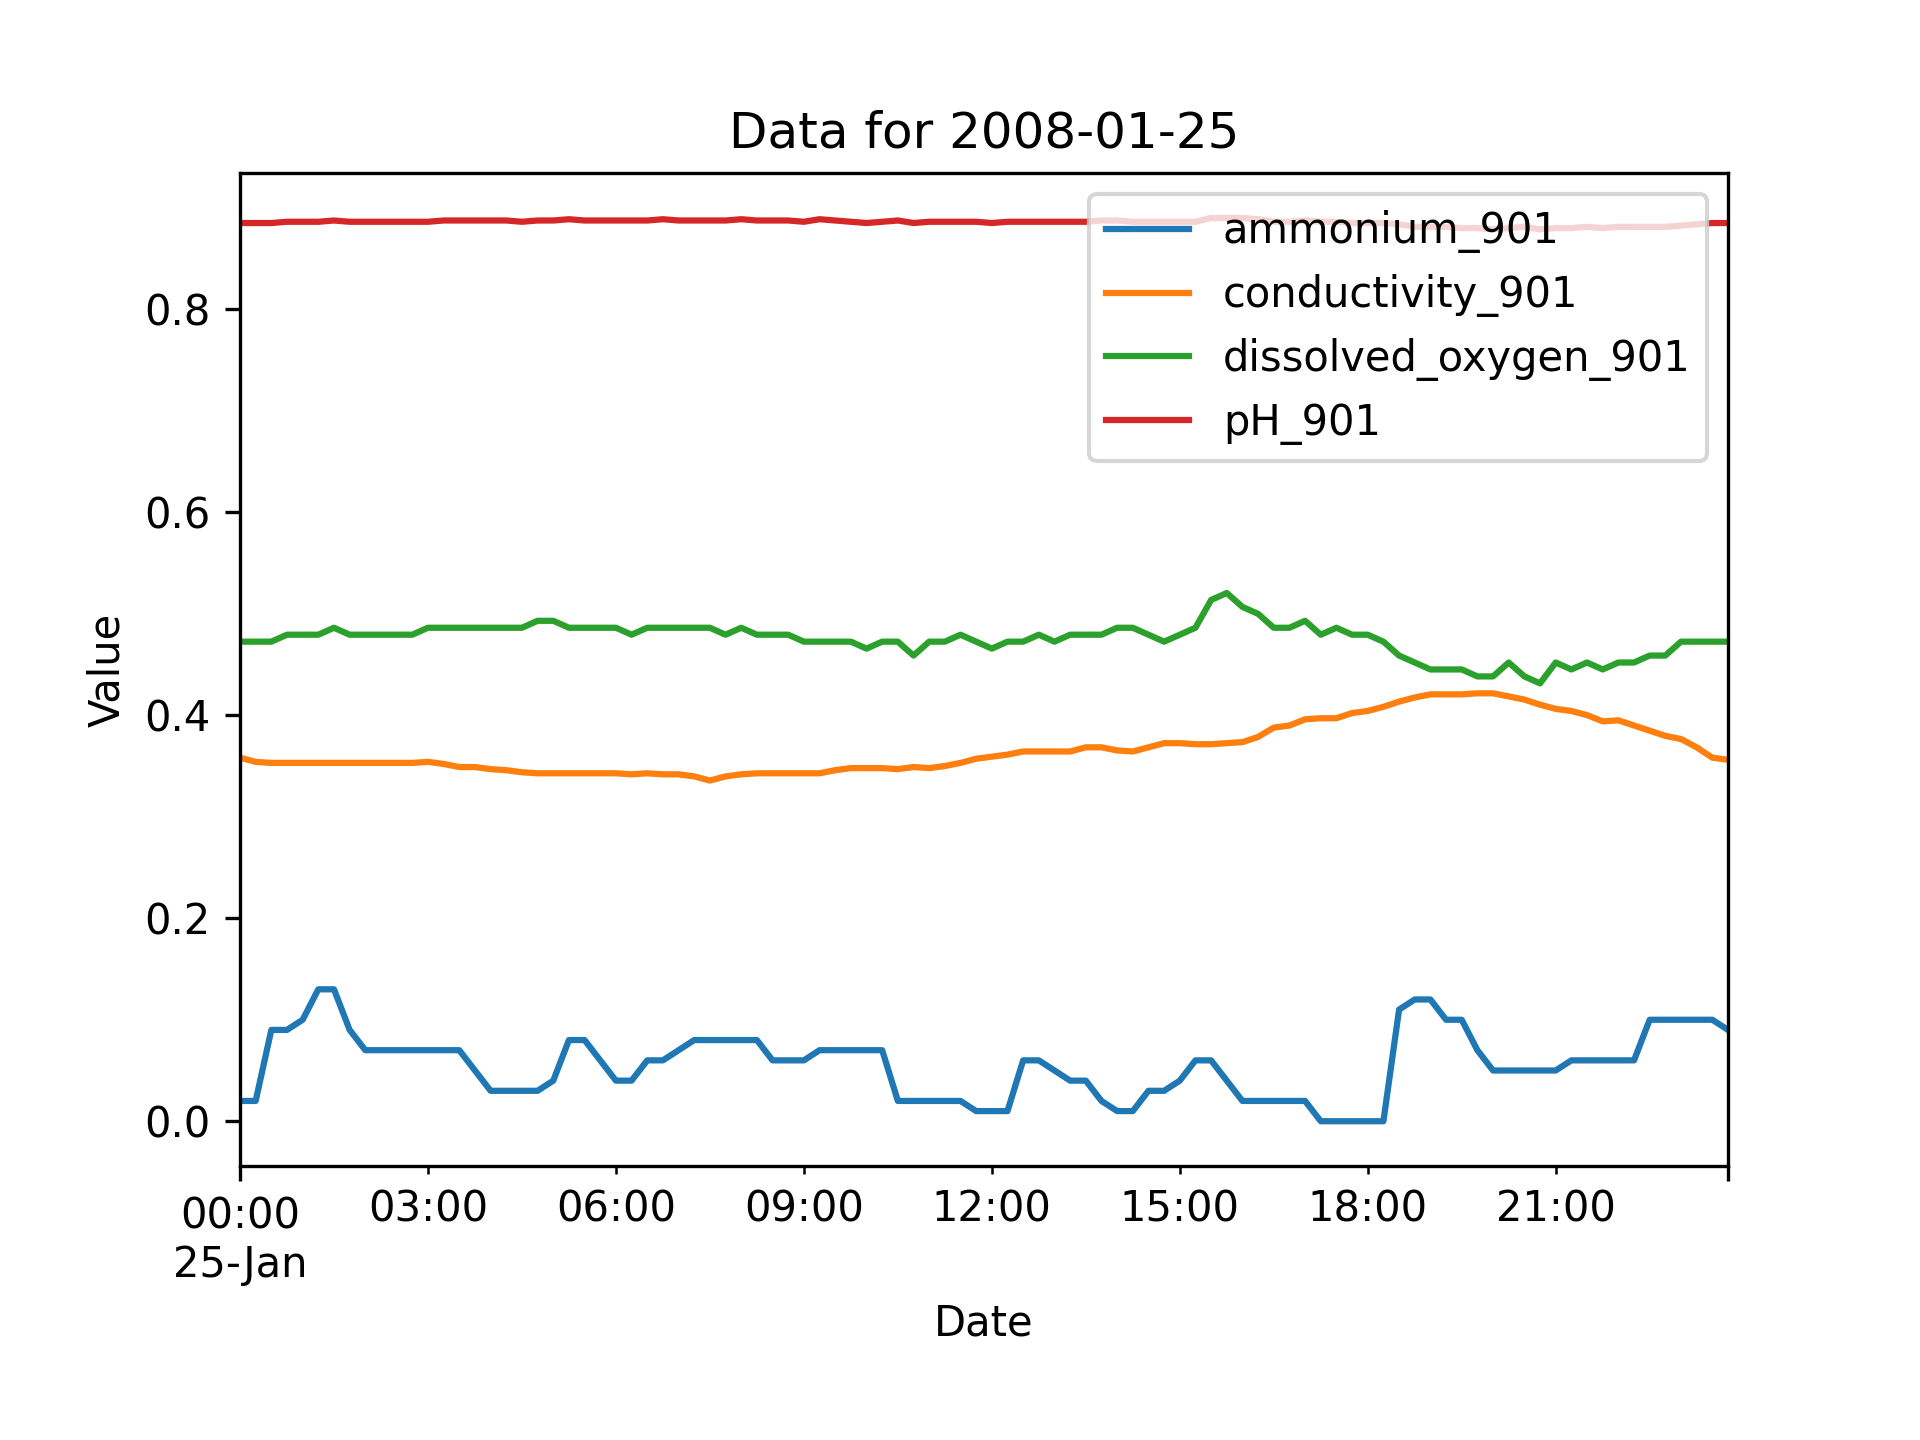 Data for 2008-01-25
ammonium_901
conductivity_901
dissolved_oxygen_901
pH_901
Value
0.8
0.6
0.4
0.2
0.0
00:00 03:00 06:00 09:00 12:00 15:00 18:00 21:00
25-Jan
Date